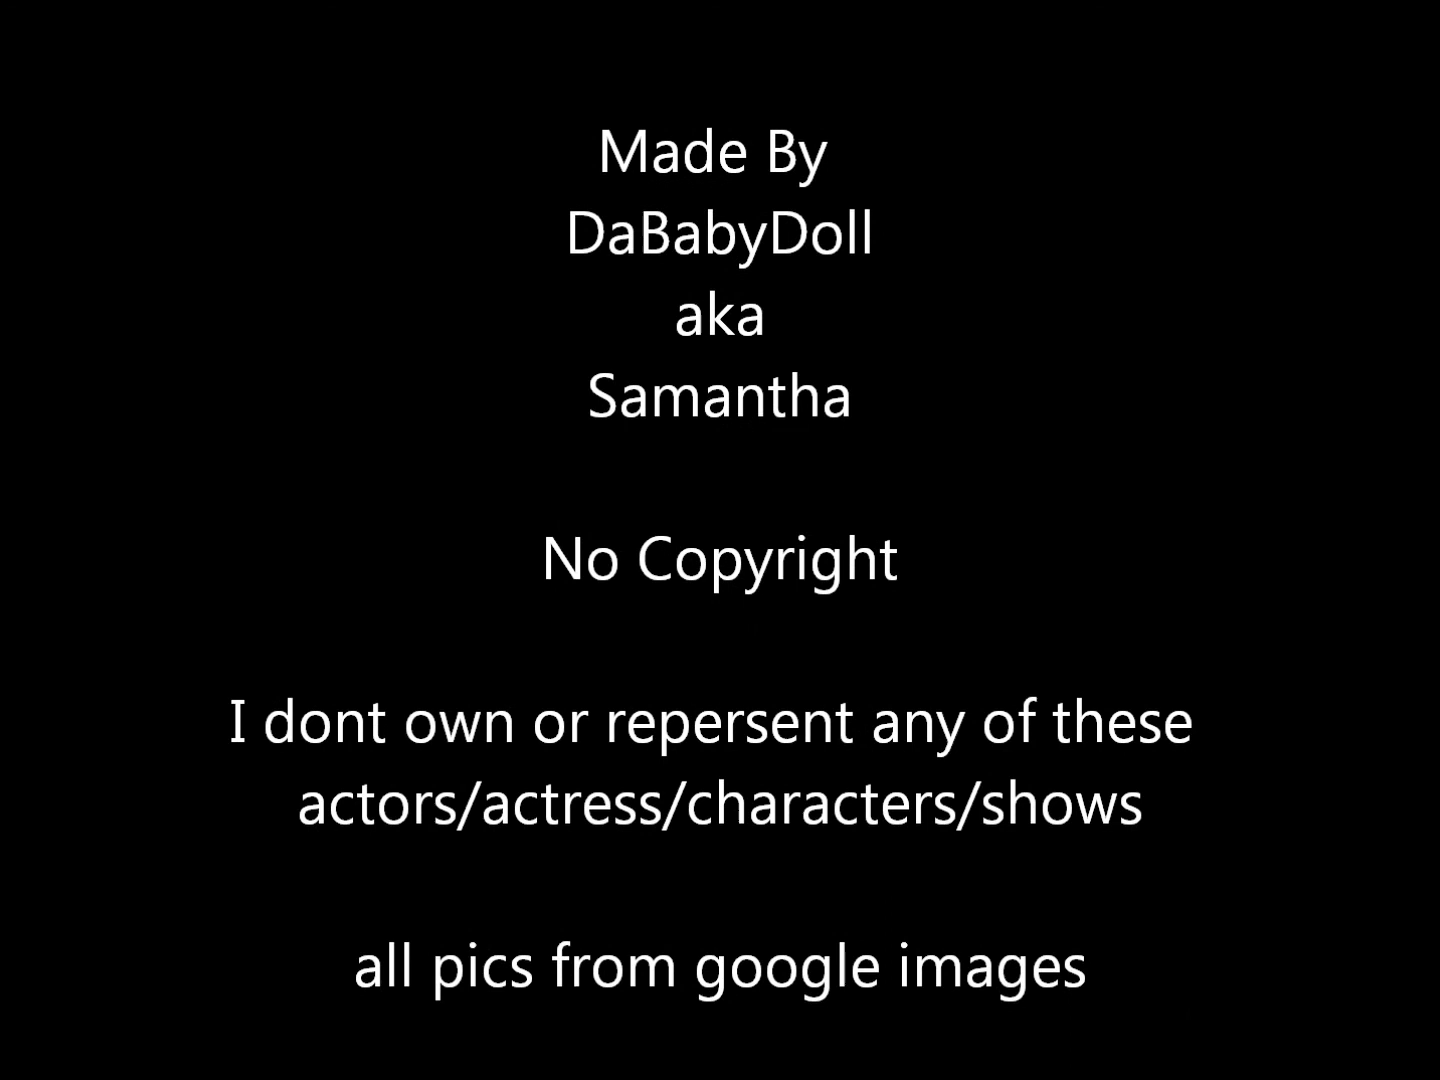 Made By
DaBabyDoll
aka
Samantha
No Copyright
I dont own or repersent any of these
actors/actress/characters/shows
all pics from google images